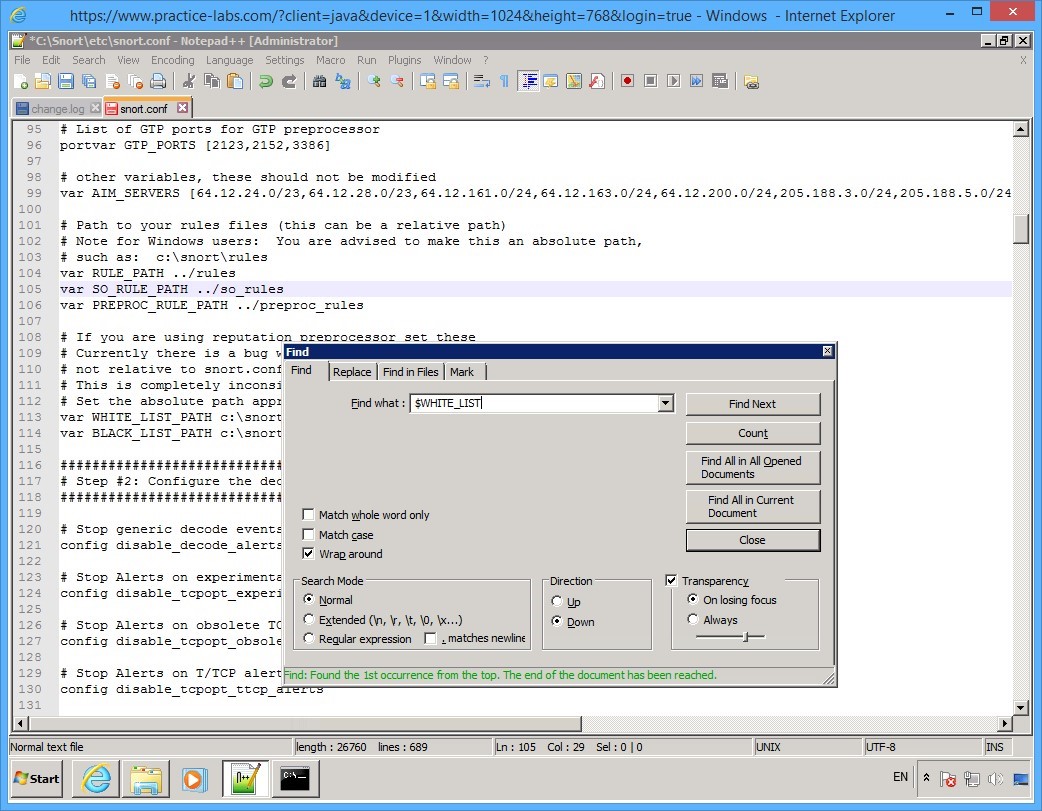 https://www.practice-labs.com/?client=java&device=1&width=1024&height=768&login=true - Windows - Internet Explorer
*C:\Snort\etc\snort.conf - Notepad++ [Administrator]
File Edit Search View Encoding Language Settings Macro Run Plugins Window ? X
change.log snort.conf
95 # List of GTP ports for GTP preprocessor
96 portvar GTP_PORTS [2123,2152,3386]
97
98 # other variables, these should not be modified
99 var AIM_SERVERS [64.12.24.0/23,64.12.28.0/23,64.12.161.0/24,64.12.163.0/24,64.12.200.0/24,205.188.3.0/24,205.188.5.0/24
100
101 # Path to your rules files (this can be a relative path)
102 # Note for Windows users:  You are advised to make this an absolute path,
103 # such as:  c:\snort\rules
104 var RULE_PATH ../rules
105 var SO_RULE_PATH ../so_rules
106 var PREPROC_RULE_PATH ../preproc_rules
107
108 # If you are using reputation preprocessor set these
109 # Currently there is a bug w
110 # not relative to snort.conf
111 # This is completely inconsi
112 # Set the absolute path appr
113 var WHITE_LIST_PATH c:\snort
114 var BLACK_LIST_PATH c:\snort
115
116 ############################
117 # Step #2: Configure the dec
118 ############################
119
120 # Stop generic decode events
121 config disable_decode_alerts
122
123 # Stop Alerts on experimenta
124 config disable_tcpopt_experi
125
126 # Stop Alerts on obsolete TC
127 config disable_tcpopt_obsole
128
129 # Stop Alerts on T/TCP alert
130 config disable_tcpopt_ttcp_alerts
131
Find
Find Replace Find in Files Mark
Find what : $WHITE_LIST
Find Next
Count
Find All in All Opened
Documents
Find All in Current
Document
Close
Match whole word only
Match case
Wrap around
Search Mode
Normal
Extended (\n, \r, \t, \0, \x...)
Regular expression . matches newline
Direction
Up
Down
Transparency
On losing focus
Always
Find: Found the 1st occurrence from the top. The end of the document has been reached.
Normal text file length : 26760 lines : 689 Ln : 105 Col : 29 Sel : 0 | 0 UNIX UTF-8 INS
Start EN